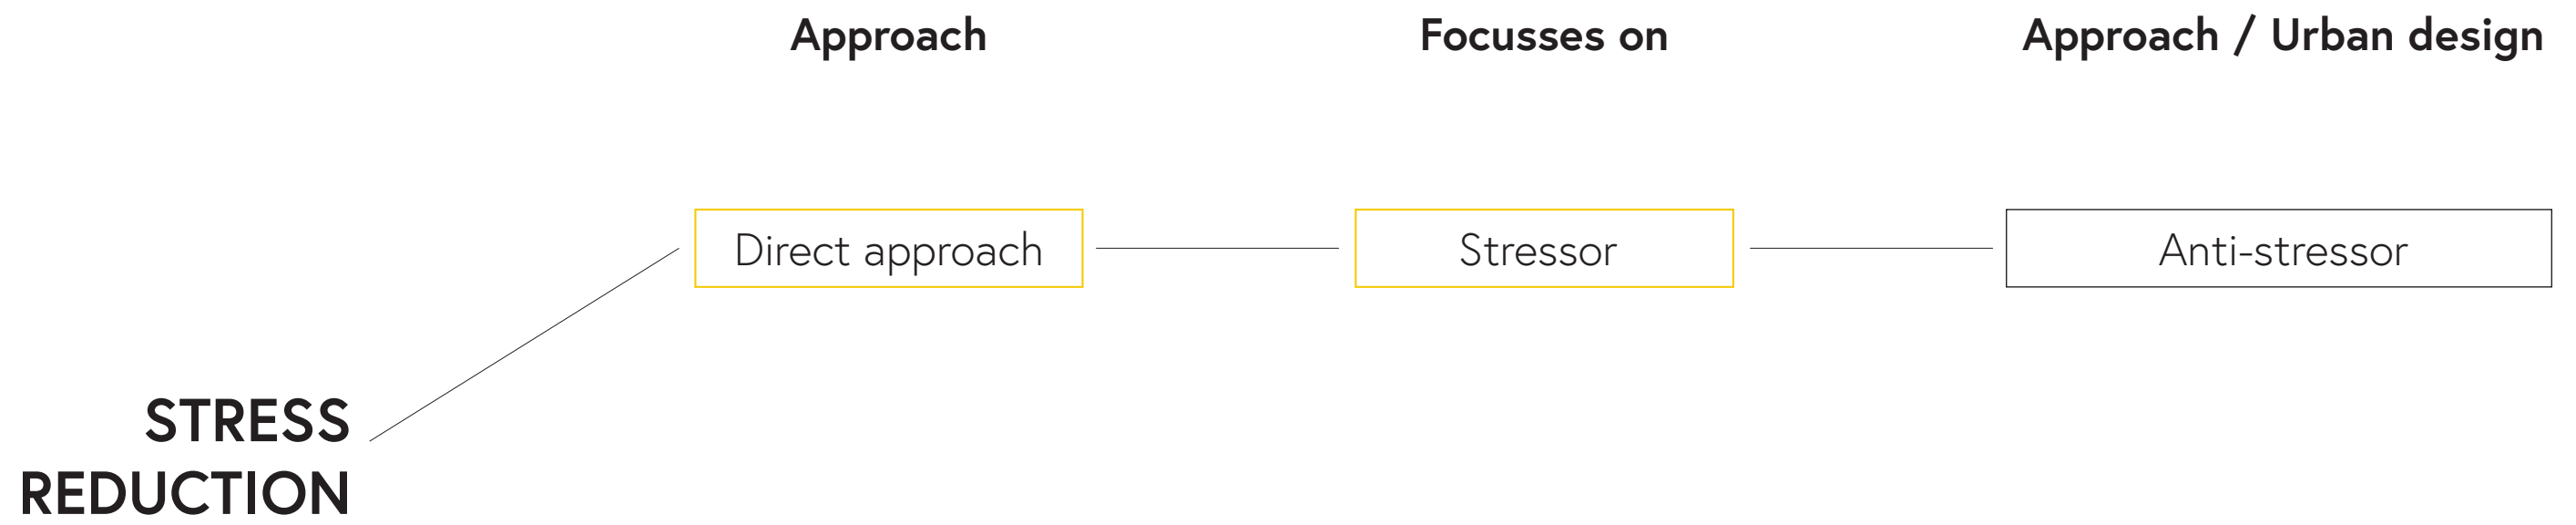 Approach
Focusses on
Approach / Urban design
Direct approach
Stressor
Anti-stressor
STRESS
REDUCTION